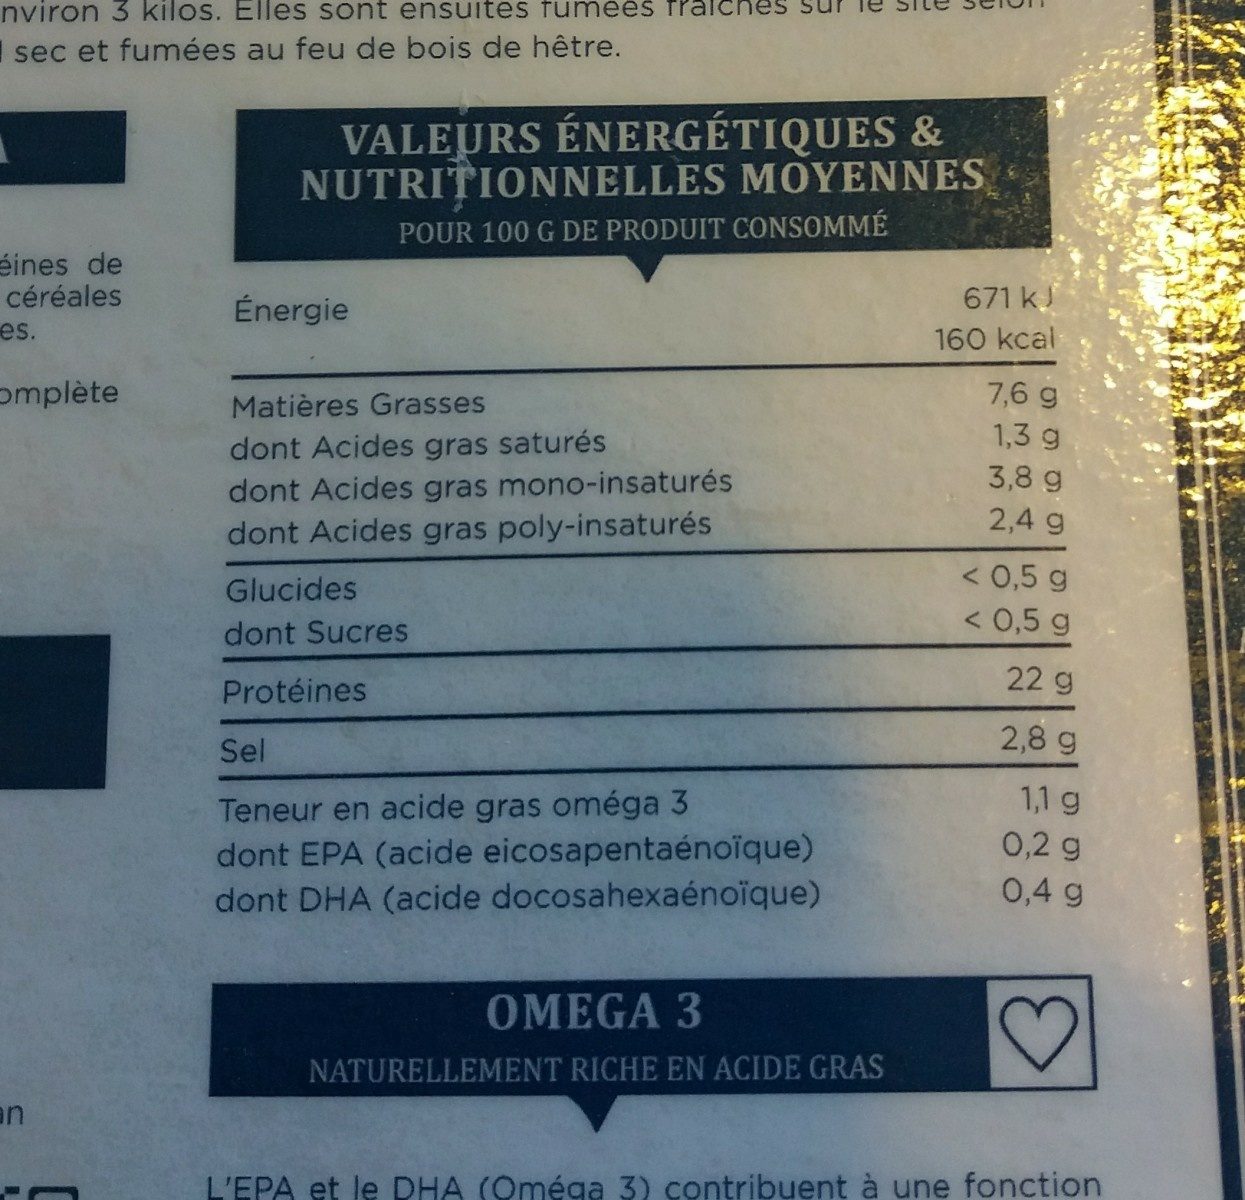 nviron 3 kilos. Elles sont ensuites fumées fraîches sur le site selon
sec et fumées au feu de bois de hêtre.
éines de
céréales
es.
omplète
VALEURS ÉNERGÉTIQUES &
NUTRITIONNELLES MOYENNES
POUR 100 G DE PRODUIT CONSOMMÉ
Énergie 671 kJ
160 kcal
Matières Grasses 7,6 g
dont Acides gras saturés 1,3 g
dont Acides gras mono-insaturés 3,8 g
dont Acides gras poly-insaturés 2,4 g
Glucides < 0,5 g
dont Sucres < 0,5 g
Protéines 22 g
Sel 2,8 g
Teneur en acide gras oméga 3 1,1 g
dont EPA (acide eicosapentaénoïque) 0,2 g
dont DHA (acide docosahexaénoïque) 0,4 g
OMEGA 3
NATURELLEMENT RICHE EN ACIDE GRAS
L'EPA et le DHA (Oméga 3) contribuent à une fonction